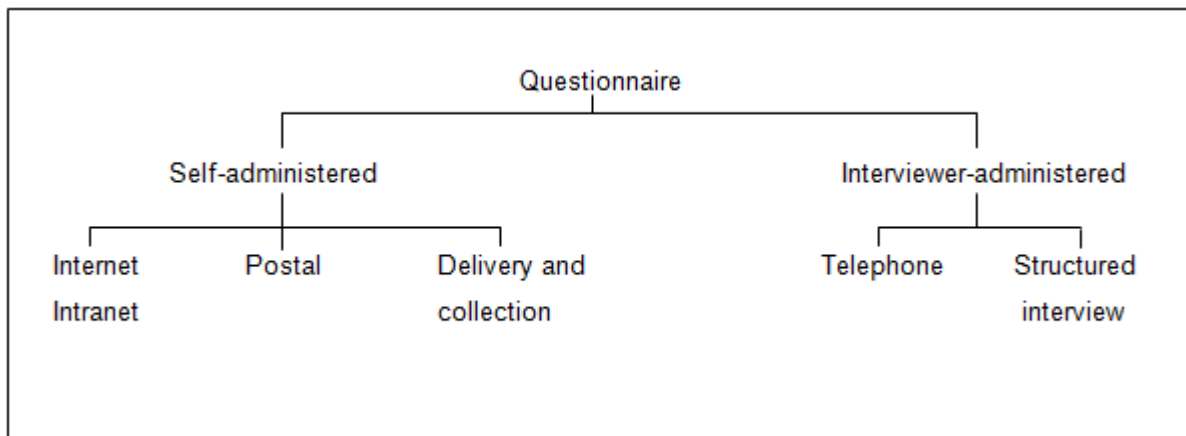 Questionnaire
Self-administered
Interviewer-administered
Internet
Intranet
Postal
Delivery and
collection
Telephone
Structured
interview